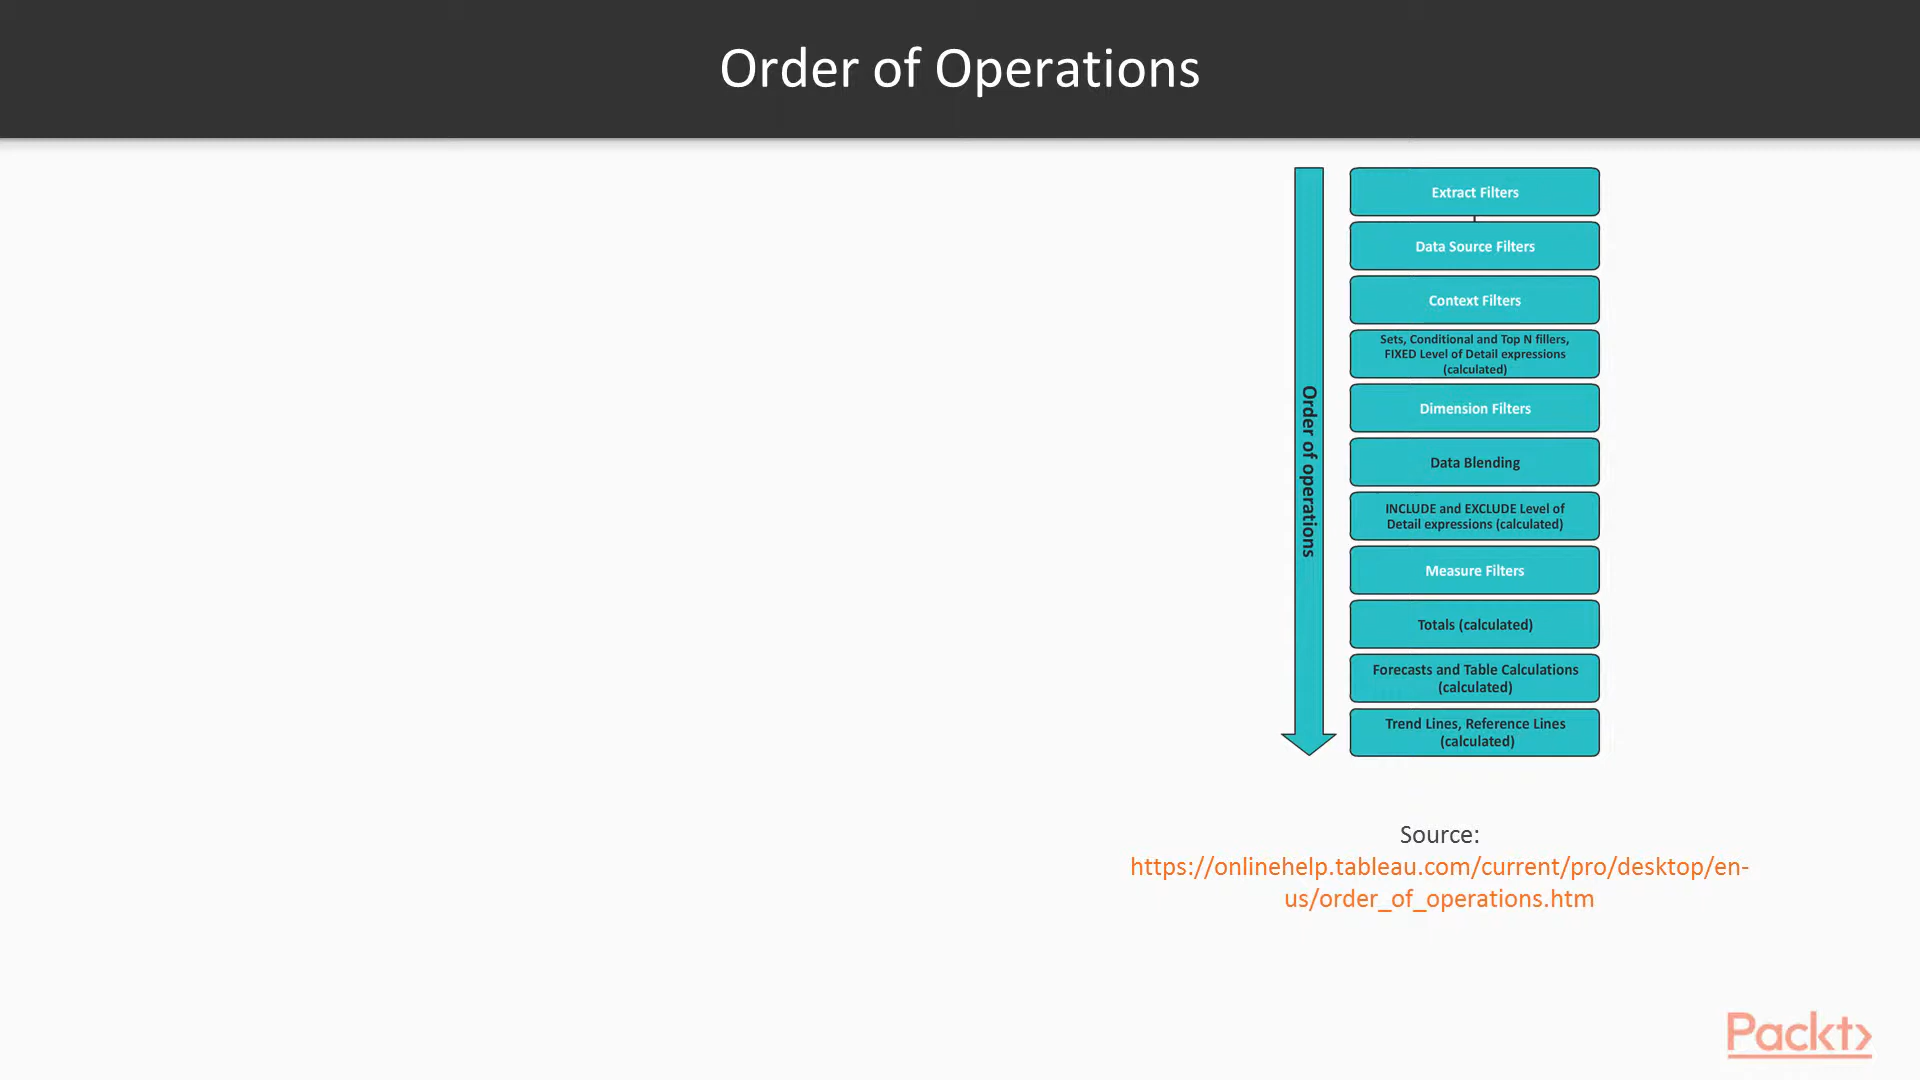 Order of Operations
Order of operations
Extract Filters
Data Source Filters
Context Filters
Sets, Conditional and Top N fillers,
FIXED Level of Detail expressions
(calculated)
Dimension Filters
Data Blending
INCLUDE and EXCLUDE Level of
Detail expressions (calculated)
Measure Filters
Totals (calculated)
Forecasts and Table Calculations
(calculated)
Trend Lines, Reference Lines
(calculated)
Source:
https://onlinehelp.tableau.com/current/pro/desktop/en-
us/order_of_operations.htm
Packt>